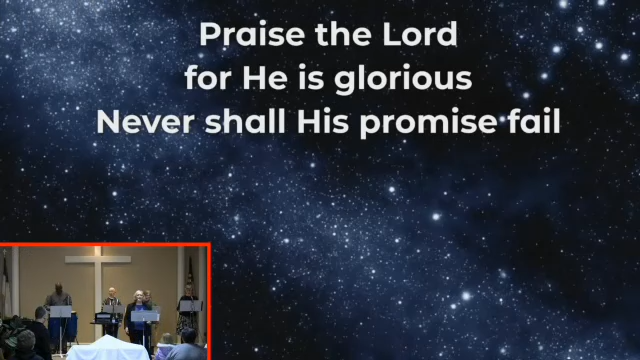 Praise the Lord
for He is glorious
Never shall His promise fail